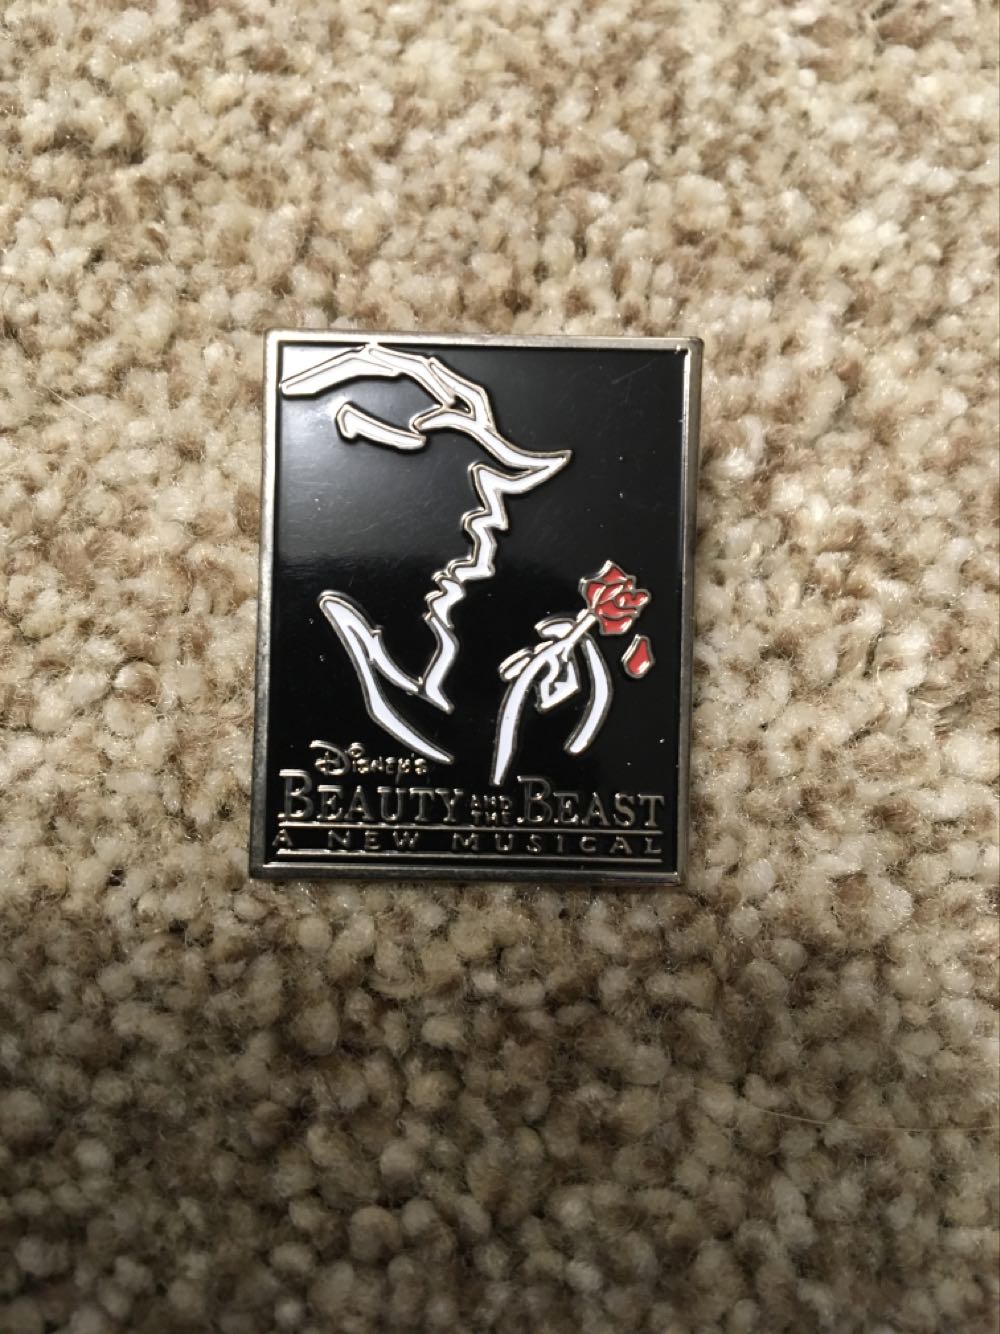 Disney's
BEAUTY AND THE BEAST
A NEW MUSICAL